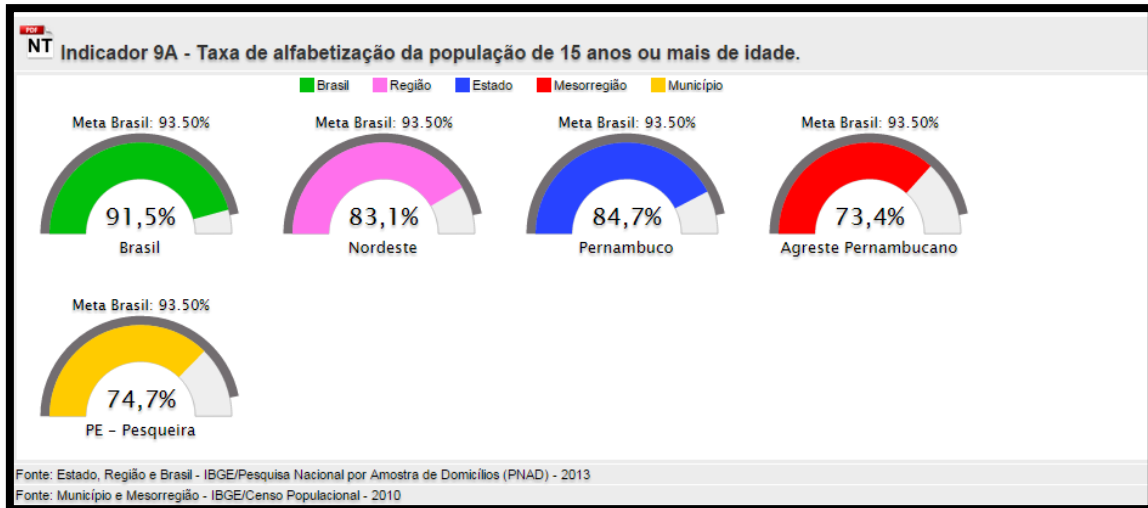 PDF
NT
Indicador 9A - Taxa de alfabetização da população de 15 anos ou mais de idade.
Brasil Região Estado Mesorregião Município
Meta Brasil: 93.50% Meta Brasil: 93.50% Meta Brasil: 93.50% Meta Brasil: 93.50%
91,5% 83,1% 84,7% 73,4%
Brasil Nordeste Pernambuco Agreste Pernambucano
Meta Brasil: 93.50%
74,7%
PE - Pesqueira
Fonte: Estado, Região e Brasil - IBGE/Pesquisa Nacional por Amostra de Domicílios (PNAD) - 2013
Fonte: Município e Mesorregião - IBGE/Censo Populacional - 2010